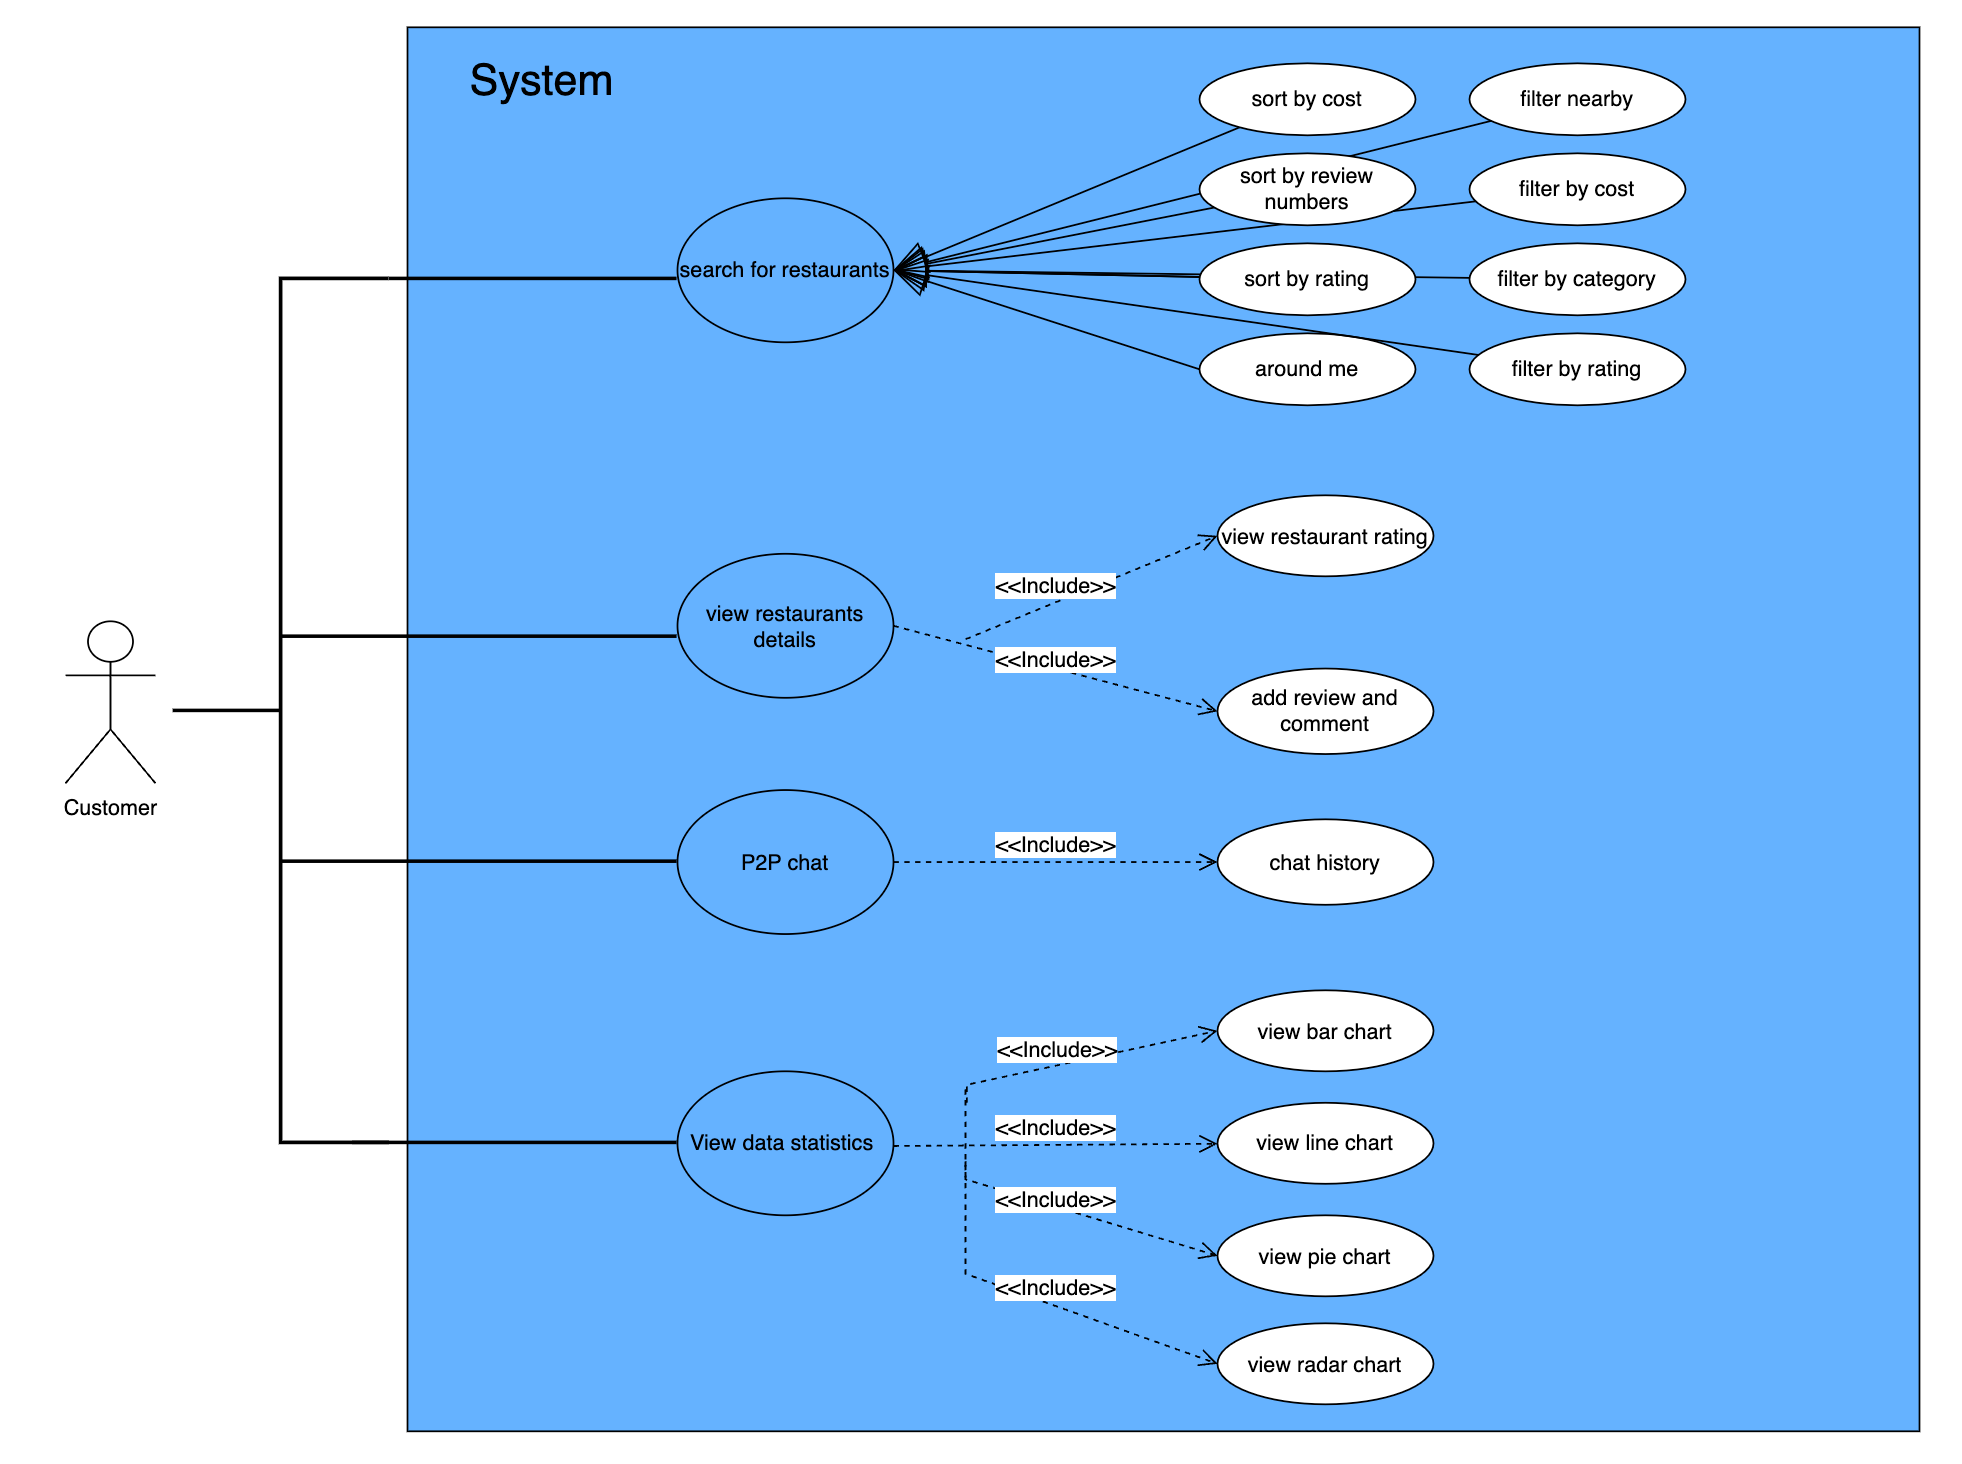 System
sort by cost
filter nearby
sort by review
numbers
filter by cost
search for restaurants
sort by rating
filter by category
around me
filter by rating
view restaurant rating
<<Include>>
view restaurants
details
<<Include>>
add review and
comment
Customer
<<Include>>
P2P chat
chat history
view bar chart
<<Include>>
<<Include>>
View data statistics
view line chart
<<Include>>
view pie chart
<<Include>>
view radar chart